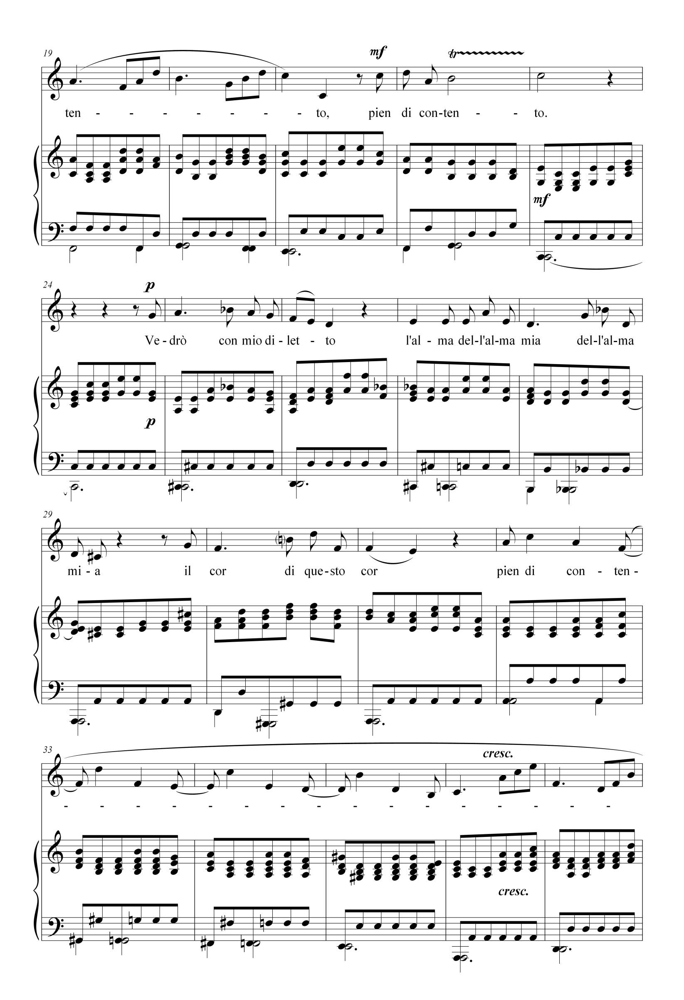 19
mf
tr
ten - - - - - - - to, pien di con-ten - - to.
mf
24
p
Ve - drò con mio di - let - to l'al - ma del-l'al-ma mia del-l'al-ma
p
29
mi - a il cor di que-sto cor pien di con - ten -
33
cresc.
- - - - - - - - - - - - - - - -
cresc.